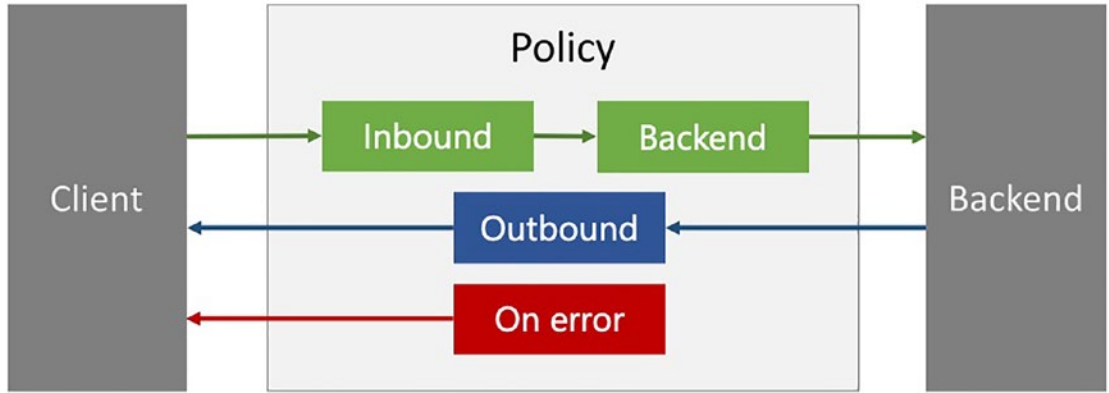 Policy
Inbound
Backend
Client
Outbound
Backend
On error